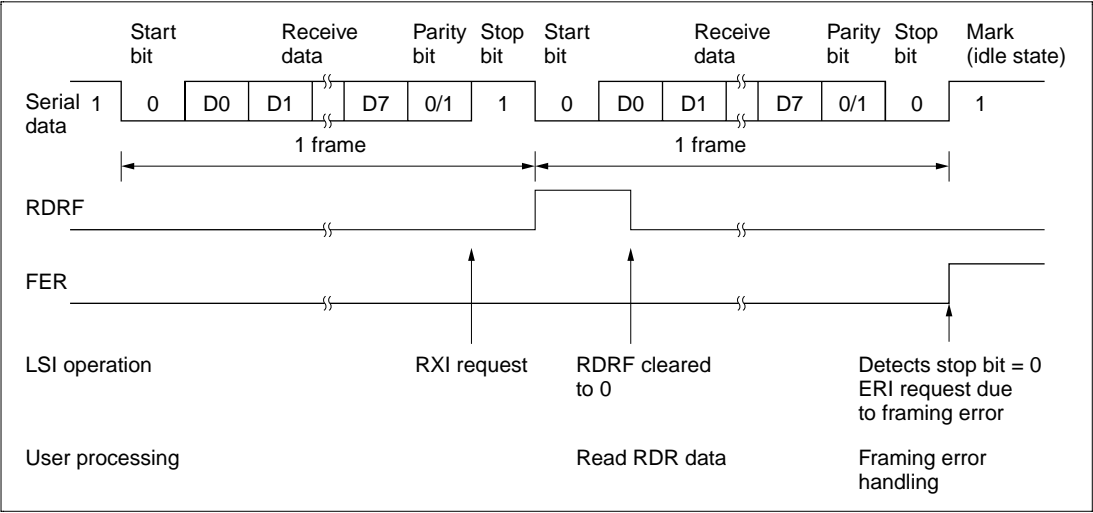 Start bit
Receive data
Parity bit
Stop bit
Start bit
Receive data
Parity bit
Stop bit
Mark (idle state)
Serial data
1 0 D0 D1 D7 0/1 1 0 D0 D1 D7 0/1 0 1
1 frame 1 frame
RDRF
FER
LSI operation
RXI request
RDRF cleared
to 0
Detects stop bit = 0
ERI request due
to framing error
User processing
Read RDR data
Framing error
handling